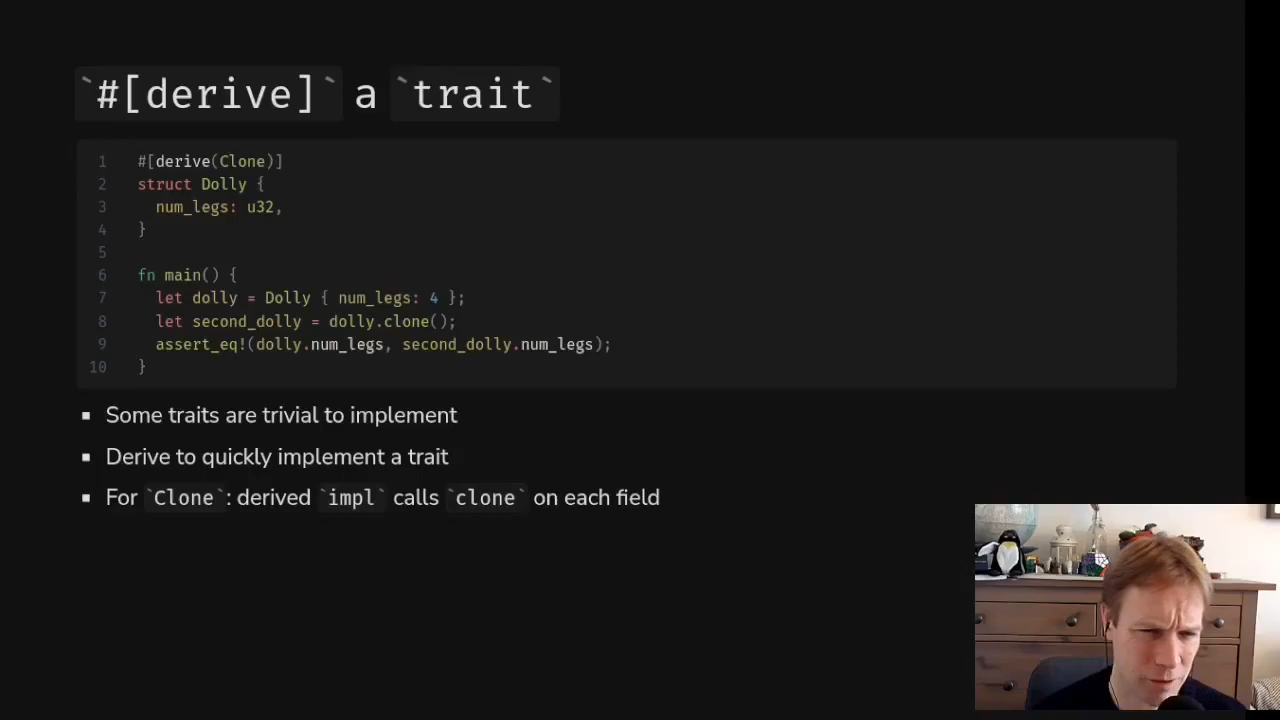 `#[derive]` a `trait`
1 #[derive(Clone)]
2 struct Dolly {
3   num_legs: u32,
4 }
5
6 fn main() {
7   let dolly = Dolly { num_legs: 4 };
8   let second_dolly = dolly.clone();
9   assert_eq!(dolly.num_legs, second_dolly.num_legs);
10 }
▪ Some traits are trivial to implement
▪ Derive to quickly implement a trait
▪ For `Clone`: derived `impl` calls `clone` on each field